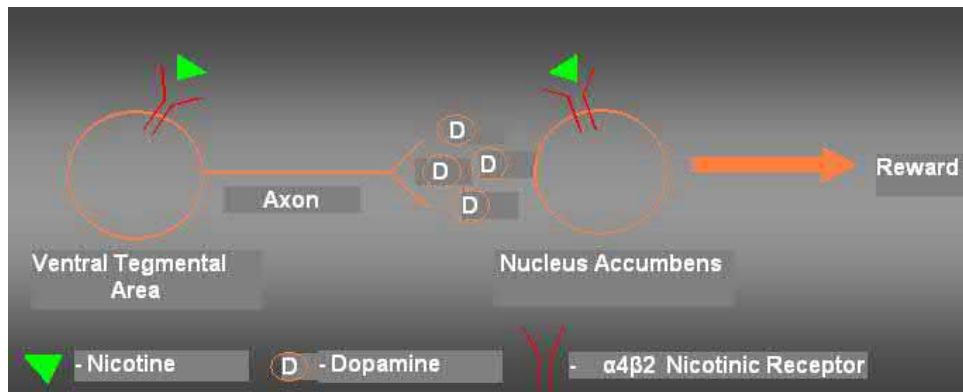 D
D
D
D
Axon
Reward
Ventral Tegmental
Area
Nucleus Accumbens
- Nicotine
D - Dopamine
- α4β2 Nicotinic Receptor